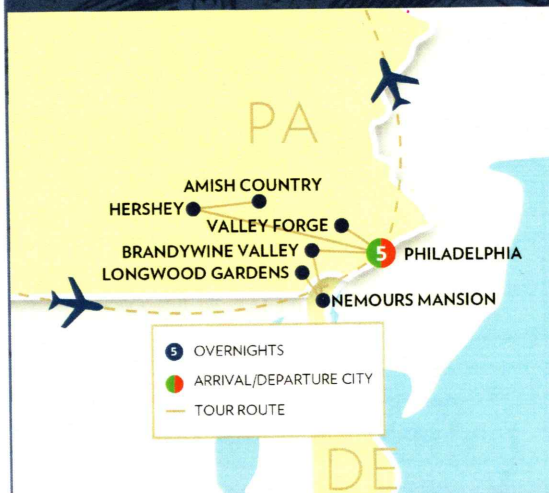 PA
AMISH COUNTRY
HERSHEY
VALLEY FORGE
BRANDYWINE VALLEY
5 PHILADELPHIA
LONGWOOD GARDENS
NEMOURS MANSION
5 OVERNIGHTS
ARRIVAL/DEPARTURE CITY
TOUR ROUTE
DE